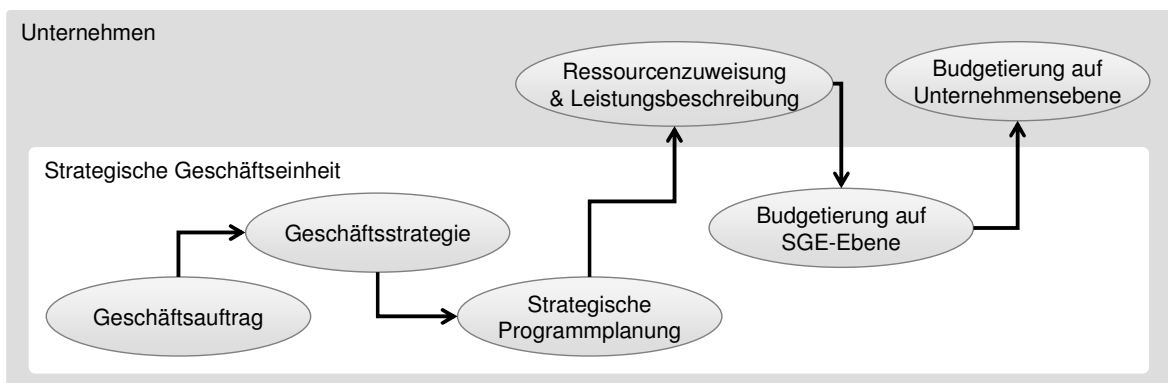 Unternehmen
Ressourcenzuweisung
& Leistungsbeschreibung
Budgetierung auf
Unternehmensebene
Strategische Geschäftseinheit
Geschäftsstrategie
Budgetierung auf
SGE-Ebene
Geschäftsauftrag
Strategische
Programmplanung